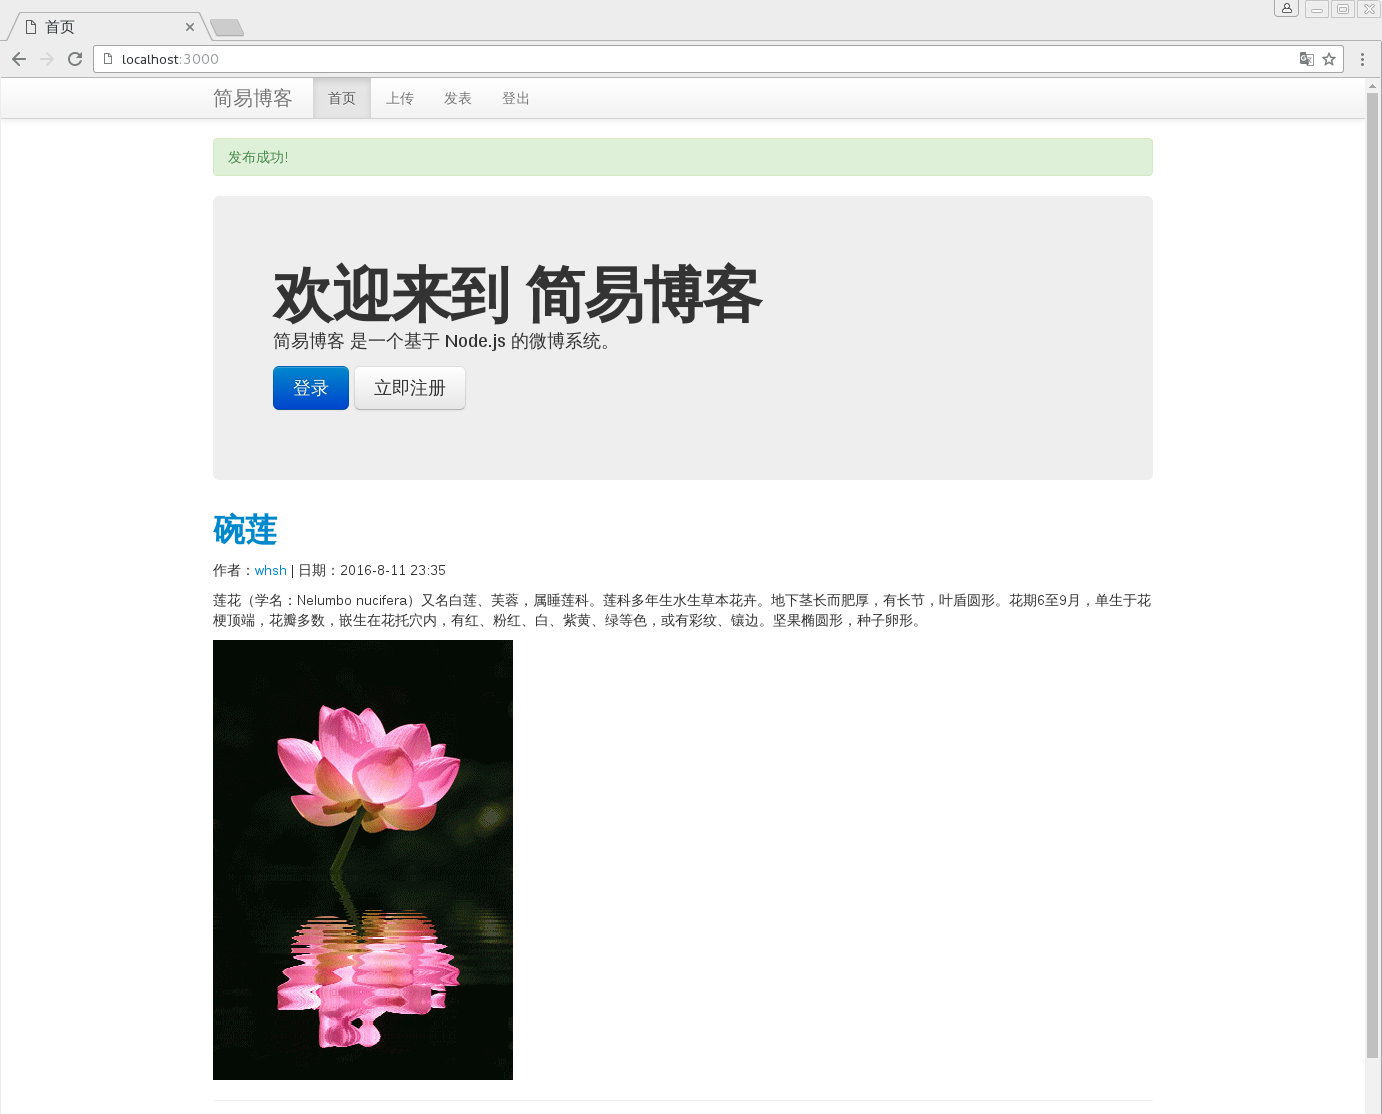 首页
localhost:3000
简易博客 首页 上传 发表 登出
发布成功!
欢迎来到 简易博客
简易博客 是一个基于 Node.js 的微博系统。
登录 立即注册
碗莲
作者：whsh | 日期：2016-8-11 23:35
莲花（学名：Nelumbo nucifera）又名白莲、芙蓉，属睡莲科。莲科多年生水生草本花卉。地下茎长而肥厚，有长节，叶盾圆形。花期6至9月，单生于花
梗顶端，花瓣多数，嵌生在花托穴内，有红、粉红、白、紫黄、绿等色，或有彩纹、镶边。坚果椭圆形，种子卵形。